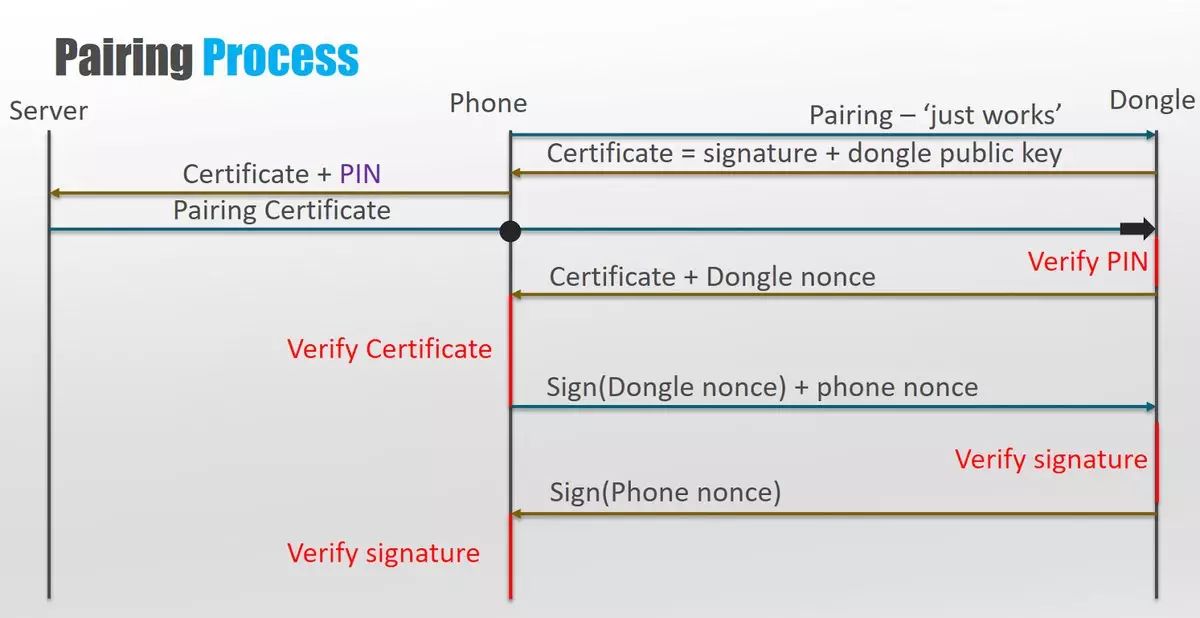 Pairing Process
Server
Phone
Dongle
Pairing – ‘just works’
Certificate = signature + dongle public key
Certificate + PIN
Pairing Certificate
Verify PIN
Certificate + Dongle nonce
Verify Certificate
Sign(Dongle nonce) + phone nonce
Verify signature
Sign(Phone nonce)
Verify signature